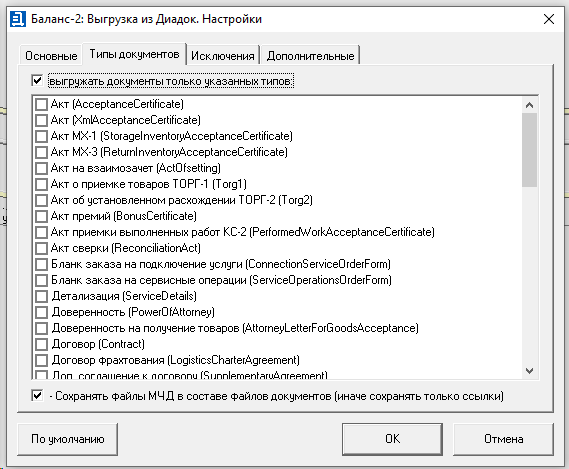 Баланс-2: Выгрузка из Диадок. Настройки
Основные Типы документов Исключения Дополнительные
выгружать документы только указанных типов:
Акт (AcceptanceCertificate)
Акт (XmlAcceptanceCertificate)
Акт МХ-1 (StorageInventoryAcceptanceCertificate)
Акт МХ-3 (ReturnInventoryAcceptanceCertificate)
Акт на взаимозачет (ActOfsetting)
Акт о приемке товаров ТОРГ-1 (Torg1)
Акт об установленном расхождении ТОРГ-2 (Torg2)
Акт премий (BonusCertificate)
Акт приемки выполненных работ КС-2 (PerformedWorkAcceptanceCertificate)
Акт сверки (ReconciliationAct)
Бланк заказа на подключение услуги (ConnectionServiceOrderForm)
Бланк заказа на сервисные операции (ServiceOperationsOrderForm)
Детализация (ServiceDetails)
Доверенность (PowerOfAttorney)
Доверенность на получение товаров (AttorneyLetterForGoodsAcceptance)
Договор (Contract)
Договор фрахтования (LogisticsCharterAgreement)
Доп. соглашение к договору (SupplementaryAgreement)
- Сохранять файлы МЧД в составе файлов документов (иначе сохранять только ссылки)
По умолчанию ОК Отмена